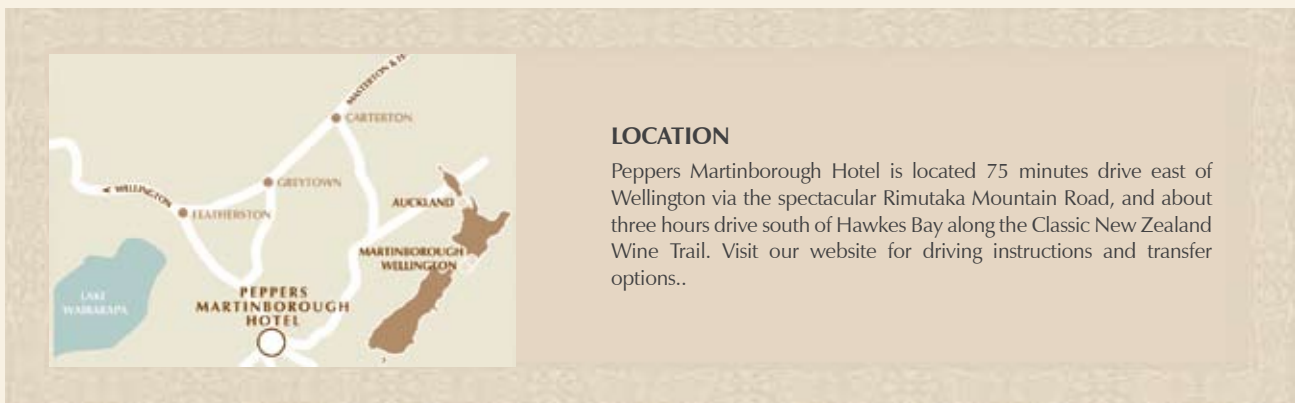 MASTERTON &
CARTERTON
GREYTOWN
WELLINGTON
FEATHERSTON
AUCKLAND
MARTINBOROUGH
WELLINGTON
LAKE
WAIRARAPA
PEPPERS
MARTINBOROUGH
HOTEL
LOCATION
Peppers Martinborough Hotel is located 75 minutes drive east of
Wellington via the spectacular Rimutaka Mountain Road, and about
three hours drive south of Hawkes Bay along the Classic New Zealand
Wine Trail. Visit our website for driving instructions and transfer
options..